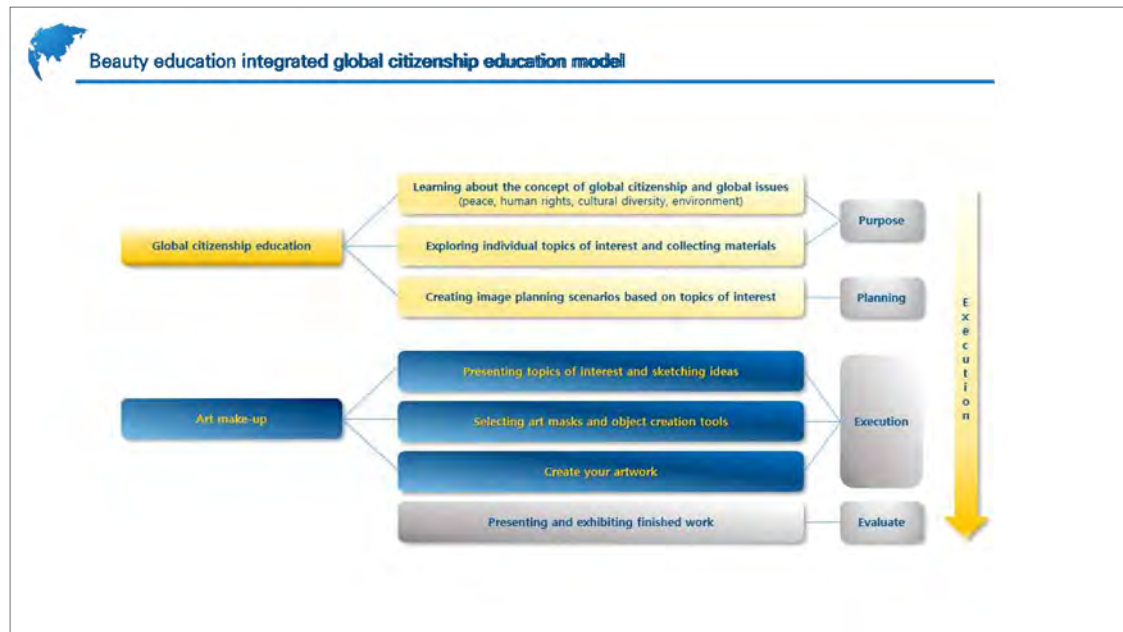 Beauty education integrated global citizenship education model
Learning about the concept of global citizenship and global issues
(peace, human rights, cultural diversity, environment)
Purpose
Global citizenship education
Exploring individual topics of interest and collecting materials
Creating image planning scenarios based on topics of interest
Planning
Execution
Presenting topics of interest and sketching ideas
Art make-up
Selecting art masks and object creation tools
Execution
Create your artwork
Presenting and exhibiting finished work
Evaluate